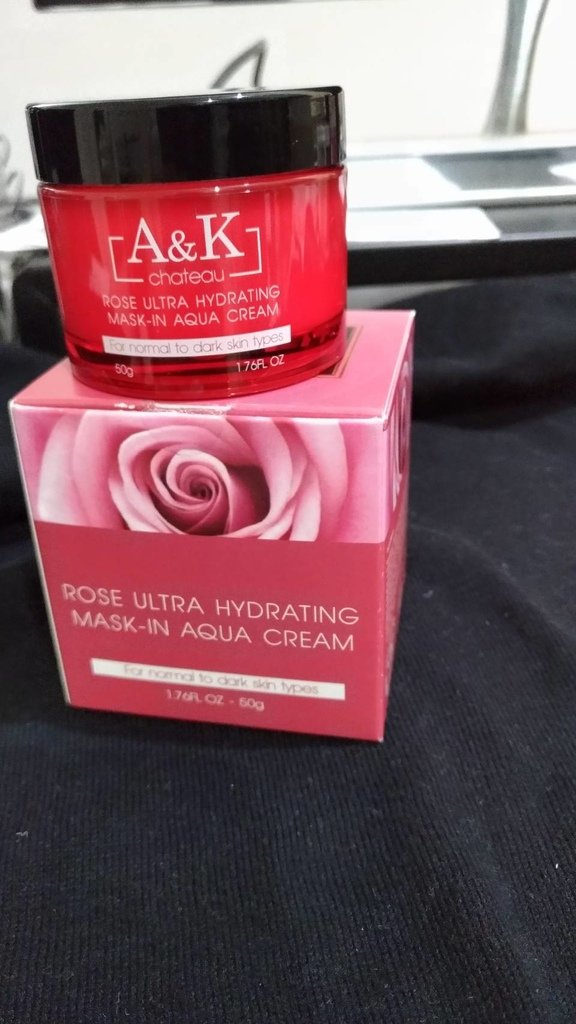 A&K
chateau
ROSE ULTRA HYDRATING
MASK-IN AQUA CREAM
For normal to dark skin types
50g 1.76FL OZ
ROSE ULTRA HYDRATING
MASK-IN AQUA CREAM
For normal to dark skin types
1.76FL OZ - 50g